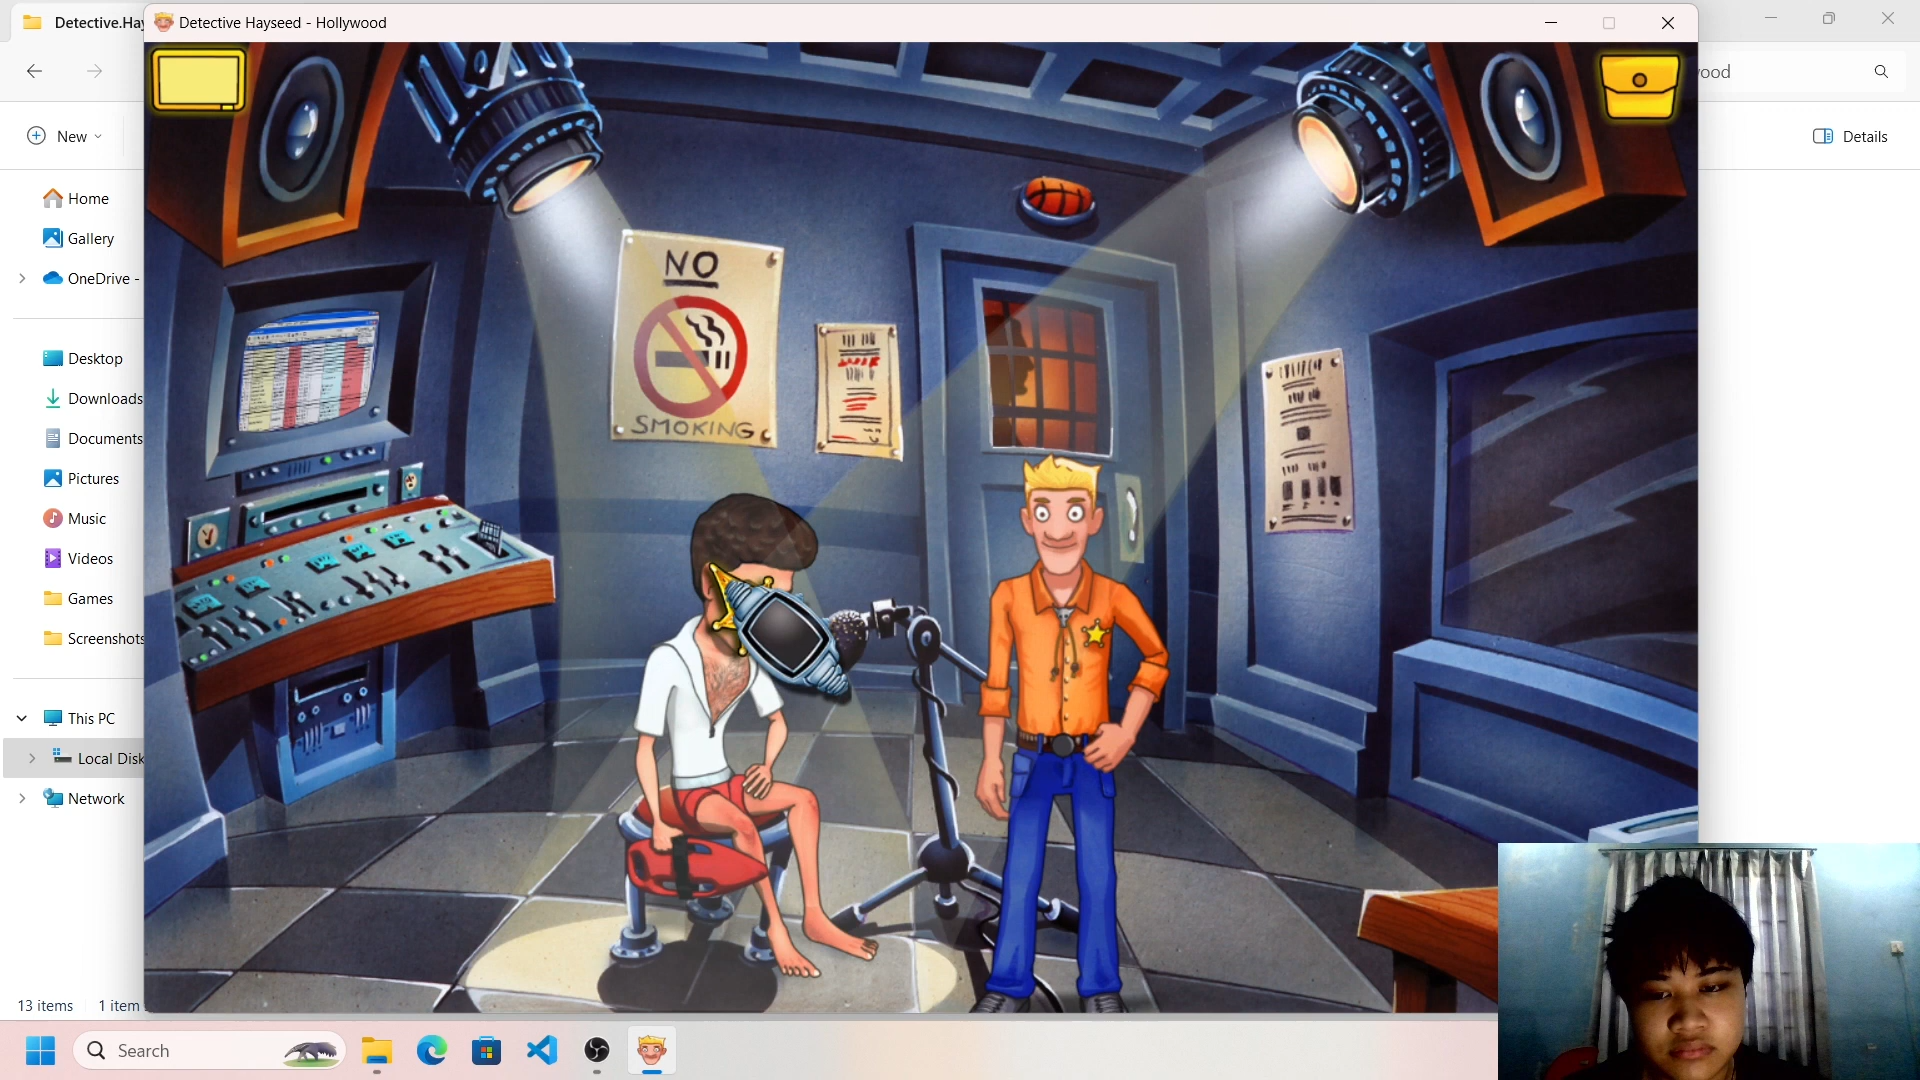 Detective.Hay
Detective Hayseed - Hollywood
wood
New
Details
Home
Gallery
OneDrive -
Desktop
Downloads
Documents
Pictures
Music
Videos
Games
Screenshots
This PC
Local Disk
Network
13 items
1 item
Search
NO
SMOKING